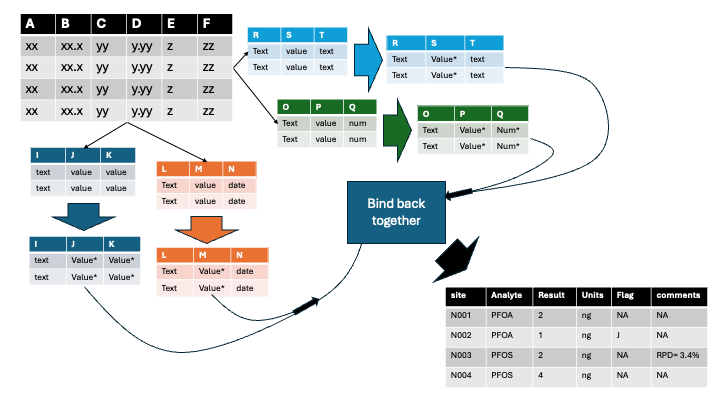 A B C D E F
xx xx.x yy y.yy z zz
xx xx.x yy y.yy z zz
xx xx.x yy y.yy z zz
xx xx.x yy y.yy z zz
R S T
Text value text
Text value text
R S T
Text Value* text
Text Value* text
O P Q
Text value num
Text value num
O P Q
Text Value* Num*
Text Value* Num*
I J K
text value value
text value value
L M N
Text value date
Text value date
I J K
text Value* Value*
text Value* Value*
L M N
Text Value* date
Text Value* date
Bind back
together
site Analyte Result Units Flag comments
N001 PFOA 2 ng NA NA
N002 PFOA 1 ng J NA
N003 PFOS 2 ng NA RPD= 3.4%
N004 PFOS 4 ng NA NA